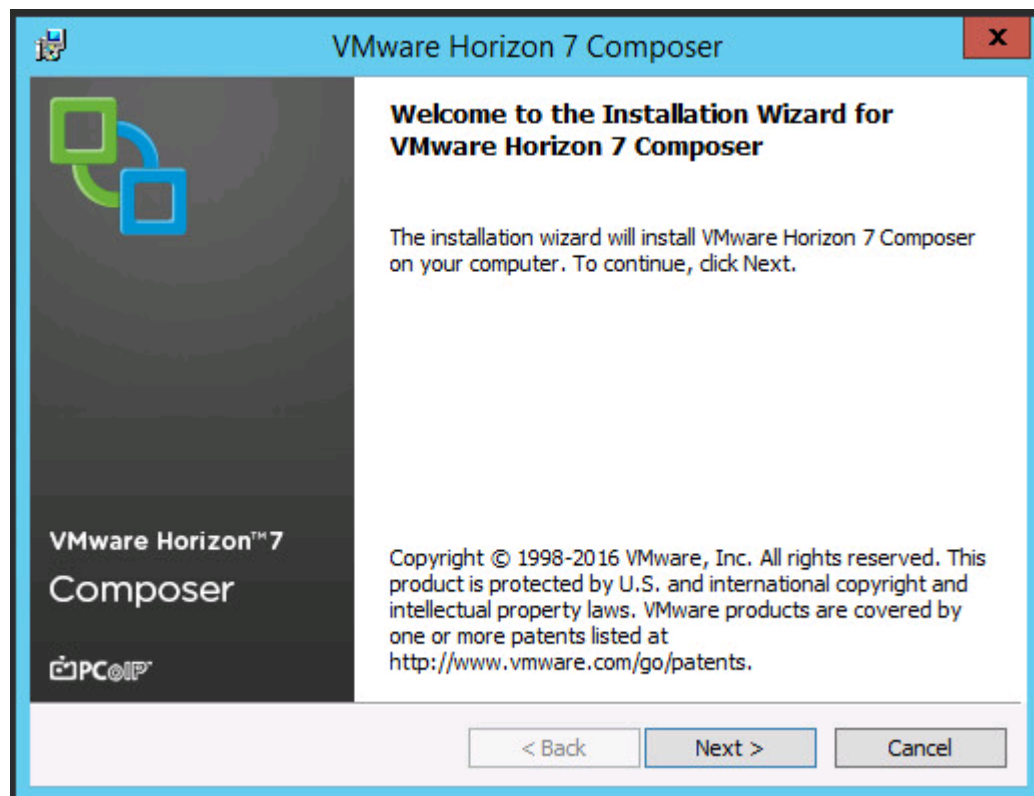 VMware Horizon 7 Composer
x
Welcome to the Installation Wizard for
VMware Horizon 7 Composer
The installation wizard will install VMware Horizon 7 Composer
on your computer. To continue, click Next.
VMware Horizon™7
Composer
PCoIP
Copyright © 1998-2016 VMware, Inc. All rights reserved. This
product is protected by U.S. and international copyright and
intellectual property laws. VMware products are covered by
one or more patents listed at
http://www.vmware.com/go/patents.
< Back
Next >
Cancel